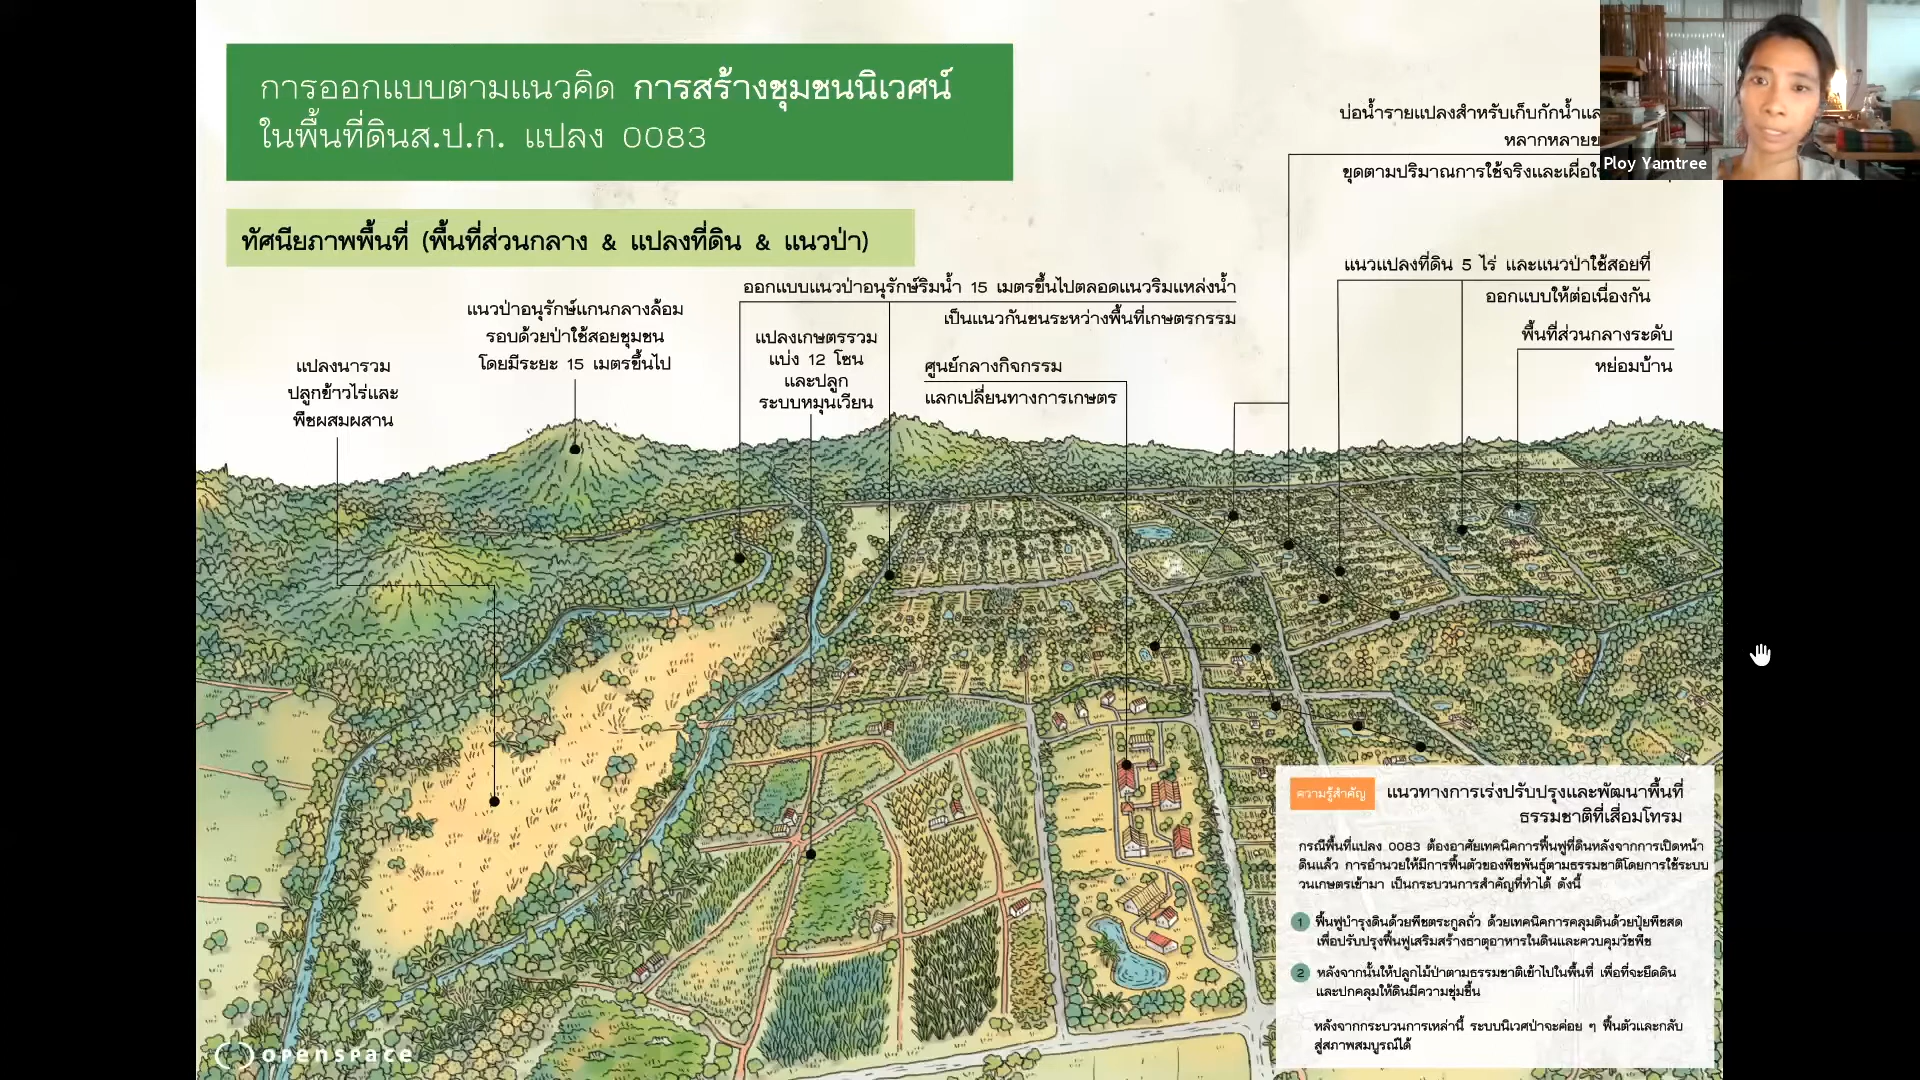 การออกแบบตามแนวคิด การสร้างชุมชนนิเวศน์
ในพื้นที่ดินส.ป.ก. แปลง 0083
ทัศนียภาพพื้นที่ (พื้นที่ส่วนกลาง & แปลงที่ดิน & แนวป่า)
แปลงนารวม
ปลูกข้าวไร่และ
พืชผสมผสาน
แนวป่าอนุรักษ์แกนกลางล้อม
รอบด้วยป่าใช้สอยชุมชน
โดยมีระยะ 15 เมตรขึ้นไป
ออกแบบแนวป่าอนุรักษ์ริมน้ำ 15 เมตรขึ้นไปตลอดแนวริมแหล่งน้ำ
เป็นแนวกันชนระหว่างพื้นที่เกษตรกรรม
แปลงเกษตรรวม
แบ่ง 12 โซน
และปลูก
ระบบหมุนเวียน
ศูนย์กลางกิจกรรม
แลกเปลี่ยนทางการเกษตร
บ่อน้ำรายแปลงสำหรับเก็บกักน้ำและ
หลากหลาย
ขุดตามปริมาณการใช้จริงและเผื่อ
แนวแปลงที่ดิน 5 ไร่ และแนวป่าใช้สอยที่
ออกแบบให้ต่อเนื่องกัน
พื้นที่ส่วนกลางระดับ
หย่อมบ้าน
Ploy Yamtree
ความรู้สำคัญ
แนวทางการเร่งปรับปรุงและพัฒนาพื้นที่
ธรรมชาติที่เสื่อมโทรม
กรณีพื้นที่แปลง 0083 ต้องอาศัยเทคนิคการฟื้นฟูที่ดินหลังจากการเปิดหน้า
ดินแล้ว การอำนวยให้มีการฟื้นตัวของพืชพันธุ์ตามธรรมชาติโดยการใช้ระบบ
วนเกษตรเข้ามา เป็นกระบวนการสำคัญที่ทำได้ ดังนี้
1 ฟื้นฟูบำรุงดินด้วยพืชตระกูลถั่ว ด้วยเทคนิคการคลุมดินด้วยปุ๋ยพืชสด
เพื่อปรับปรุงฟื้นฟูเสริมสร้างธาตุอาหารในดินและควบคุมวัชพืช
2 หลังจากนั้นให้ปลูกไม้ป่าตามธรรมชาติเข้าไปในพื้นที่ เพื่อที่จะยึดดิน
และปกคลุมให้ดินมีความชุ่มชื้น
หลังจากกระบวนการเหล่านี้ ระบบนิเวศป่าจะค่อย ๆ ฟื้นตัวและกลับ
สู่สภาพสมบูรณ์ได้
OPENSPACE